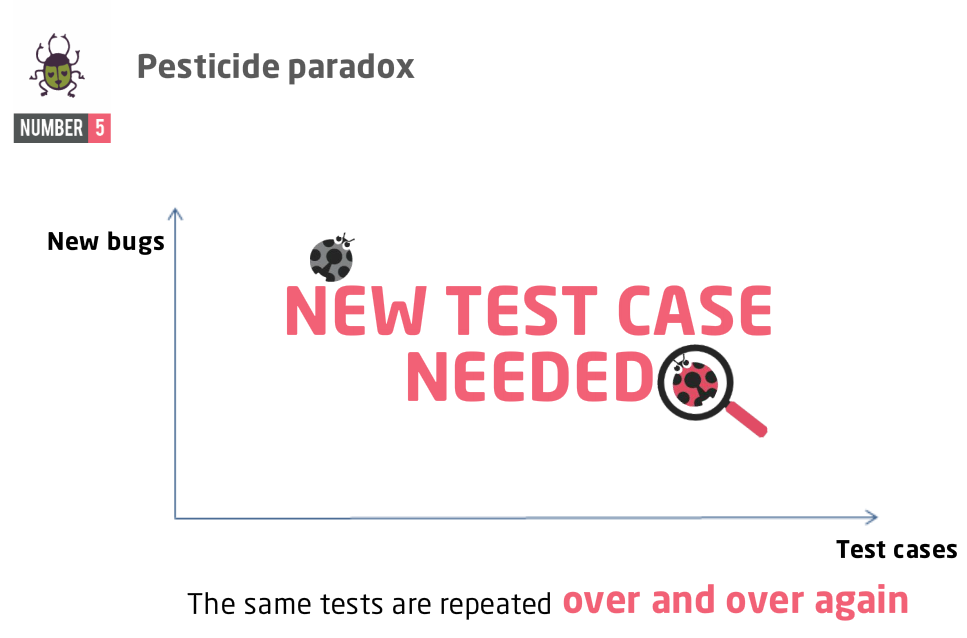 Pesticide paradox
NUMBER 5
New bugs
NEW TEST CASE
NEEDED
Test cases
The same tests are repeated over and over again